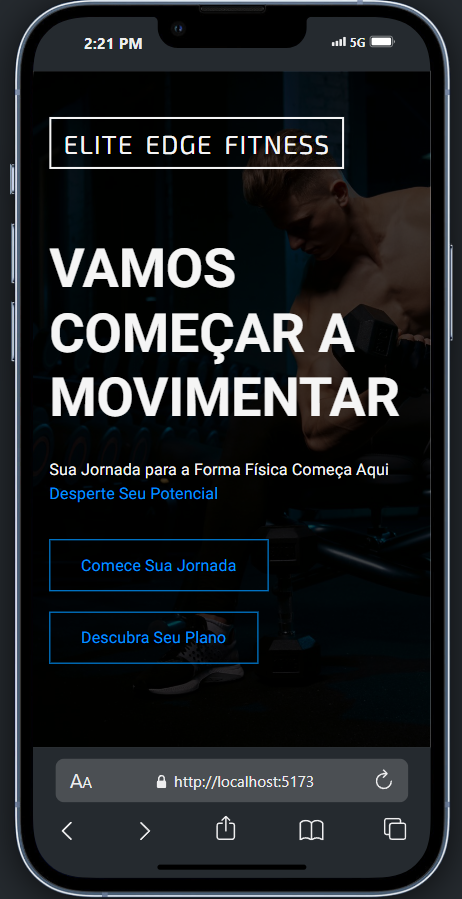 2:21 PM
5G
ELITE EDGE FITNESS
VAMOS
COMEÇAR A
MOVIMENTAR
Sua Jornada para a Forma Física Começa Aqui
Desperte Seu Potencial
Comece Sua Jornada
Descubra Seu Plano
AA http://localhost:5173